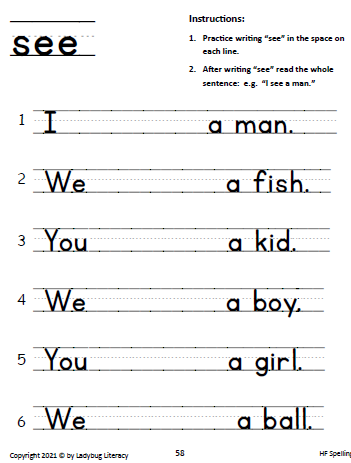 see
Instructions:
1. Practice writing “see” in the space on
each line.
2. After writing “see” read the whole
sentence: e.g. “I see a man.”
1 I a man.
2 We a fish.
3 You a kid.
4 We a boy.
5 You a girl.
6 We a ball.
Copyright 2021 © by Ladybug Literacy 58 HF Spelling